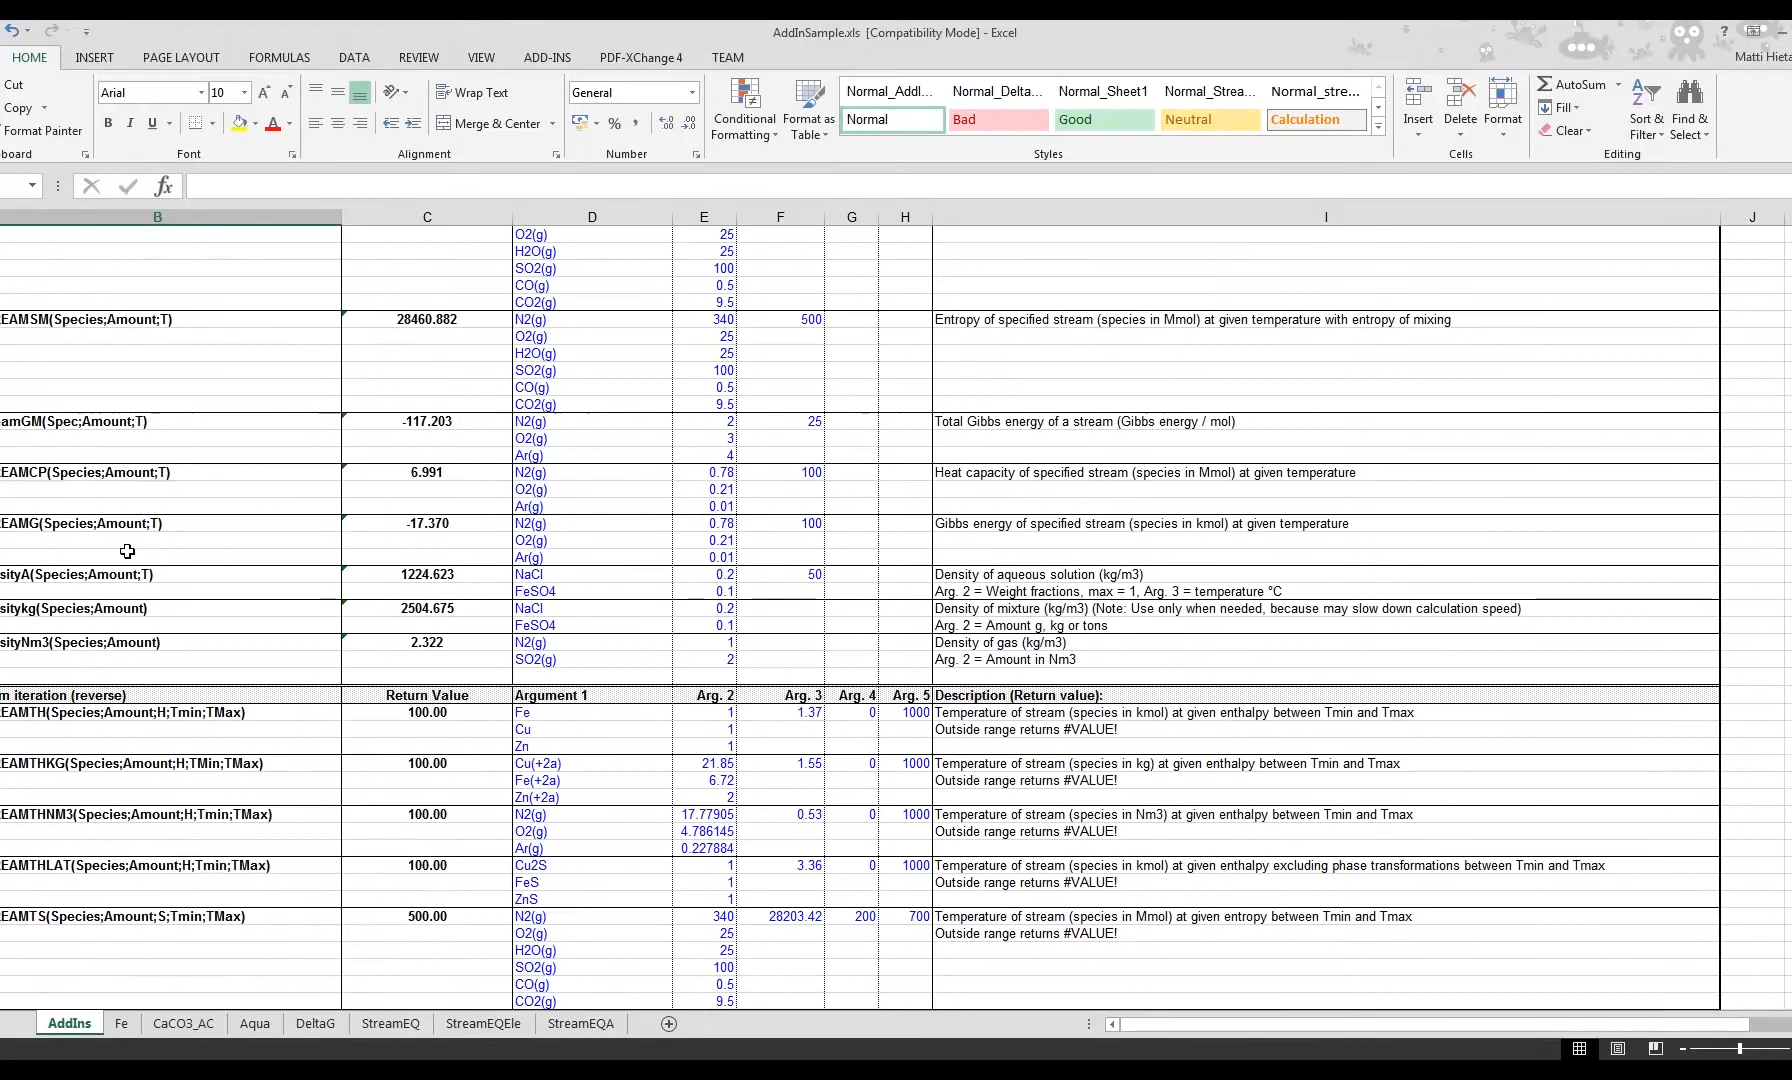 AddInSample.xls [Compatibility Mode] - Excel
?
HOME INSERT PAGE LAYOUT FORMULAS DATA REVIEW VIEW ADD-INS PDF-XChange 4 TEAM Matti Hieta
Cut
Copy
Format Painter
board
Arial 10
A A
B I U A
Font
Wrap Text
Merge & Center
Alignment
General
% ,
Number
Conditional Formatting
Format as Table
Normal_AddI... Normal_Delta... Normal_Sheet1 Normal_Strea... Normal_stre...
Normal Bad Good Neutral Calculation
Styles
Insert Delete Format
Cells
AutoSum
Fill
Clear
Sort & Filter
Find & Select
Editing
fx
B C D E F G H I J
O2(g) 25
H2O(g) 25
SO2(g) 100
CO(g) 0.5
CO2(g) 9.5
EAMSM(Species;Amount;T) 28460.882 N2(g) 340 500 Entropy of specified stream (species in Mmol) at given temperature with entropy of mixing
O2(g) 25
H2O(g) 25
SO2(g) 100
CO(g) 0.5
CO2(g) 9.5
eamGM(Spec;Amount;T) -117.203 N2(g) 2 25 Total Gibbs energy of a stream (Gibbs energy / mol)
O2(g) 3
Ar(g) 4
EAMCP(Species;Amount;T) 6.991 N2(g) 0.78 100 Heat capacity of specified stream (species in Mmol) at given temperature
O2(g) 0.21
Ar(g) 0.01
EAMG(Species;Amount;T) -17.370 N2(g) 0.78 100 Gibbs energy of specified stream (species in kmol) at given temperature
O2(g) 0.21
Ar(g) 0.01
sityA(Species;Amount;T) 1224.623 NaCl 0.2 50 Density of aqueous solution (kg/m3)
FeSO4 0.1 Arg. 2 = Weight fractions, max = 1, Arg. 3 = temperature °C
sitykg(Species;Amount) 2504.675 NaCl 0.2 Density of mixture (kg/m3) (Note: Use only when needed, because may slow down calculation speed)
FeSO4 0.1 Arg. 2 = Amount g, kg or tons
sityNm3(Species;Amount) 2.322 N2(g) 1 Density of gas (kg/m3)
SO2(g) 2 Arg. 2 = Amount in Nm3
m iteration (reverse) Return Value Argument 1 Arg. 2 Arg. 3 Arg. 4 Arg. 5 Description (Return value):
EAMTH(Species;Amount;H;Tmin;TMax) 100.00 Fe 1 1.37 0 1000 Temperature of stream (species in kmol) at given enthalpy between Tmin and Tmax
Cu 1 Outside range returns #VALUE!
Zn 1
EAMTHKG(Species;Amount;H;TMin;TMax) 100.00 Cu(+2a) 21.85 1.55 0 1000 Temperature of stream (species in kg) at given enthalpy between Tmin and Tmax
Fe(+2a) 6.72 Outside range returns #VALUE!
Zn(+2a) 2
EAMTHNM3(Species;Amount;H;Tmin;TMax) 100.00 N2(g) 17.77905 0.53 0 1000 Temperature of stream (species in Nm3) at given enthalpy between Tmin and Tmax
O2(g) 4.786145 Outside range returns #VALUE!
Ar(g) 0.227884
EAMTHLAT(Species;Amount;H;Tmin;TMax) 100.00 Cu2S 1 3.36 0 1000 Temperature of stream (species in kmol) at given enthalpy excluding phase transformations between Tmin and Tmax
FeS 1 Outside range returns #VALUE!
ZnS 1
EAMTS(Species;Amount;S;Tmin;TMax) 500.00 N2(g) 340 28203.42 200 700 Temperature of stream (species in Mmol) at given entropy between Tmin and Tmax
O2(g) 25 Outside range returns #VALUE!
H2O(g) 25
SO2(g) 100
CO(g) 0.5
CO2(g) 9.5
AddIns Fe CaCO3_AC Aqua DeltaG StreamEQ StreamEQEle StreamEQA